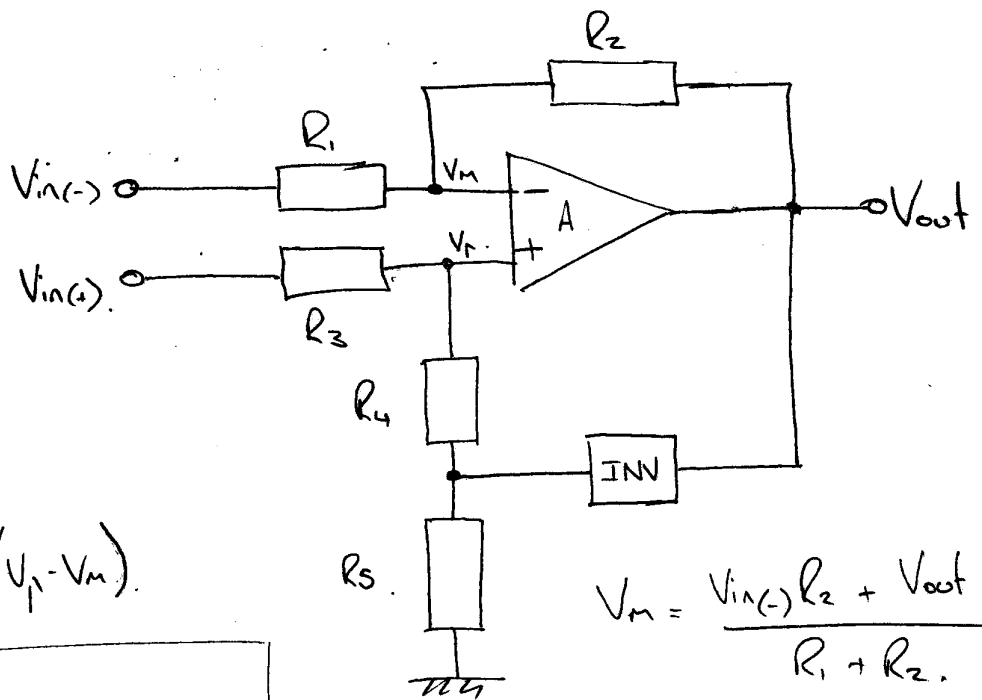 R2
R1
Vin(-)
VM
-
A
Vout
VP
+
Vin(+).
R3
R4
INV
(Vp - VM).
R5.
VM = Vin(-) R2 + Vout
R1 + R2.